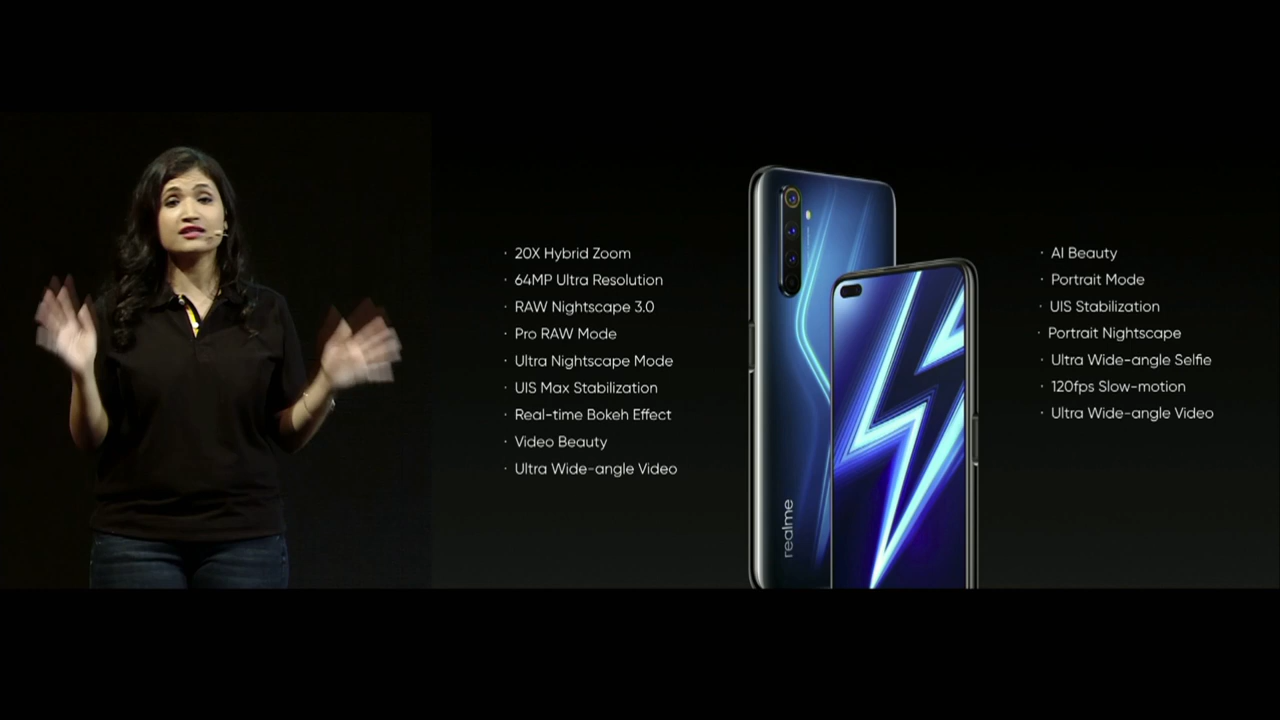 20X Hybrid Zoom
64MP Ultra Resolution
RAW Nightscape 3.0
Pro RAW Mode
Ultra Nightscape Mode
UIS Max Stabilization
Real-time Bokeh Effect
Video Beauty
Ultra Wide-angle Video
realme
AI Beauty
Portrait Mode
UIS Stabilization
Portrait Nightscape
Ultra Wide-angle Selfie
120fps Slow-motion
Ultra Wide-angle Video